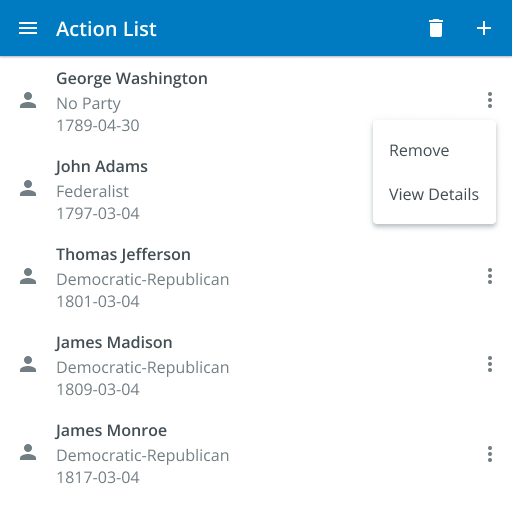 Action List
George Washington
No Party
1789-04-30
Remove
View Details
John Adams
Federalist
1797-03-04
Thomas Jefferson
Democratic-Republican
1801-03-04
James Madison
Democratic-Republican
1809-03-04
James Monroe
Democratic-Republican
1817-03-04